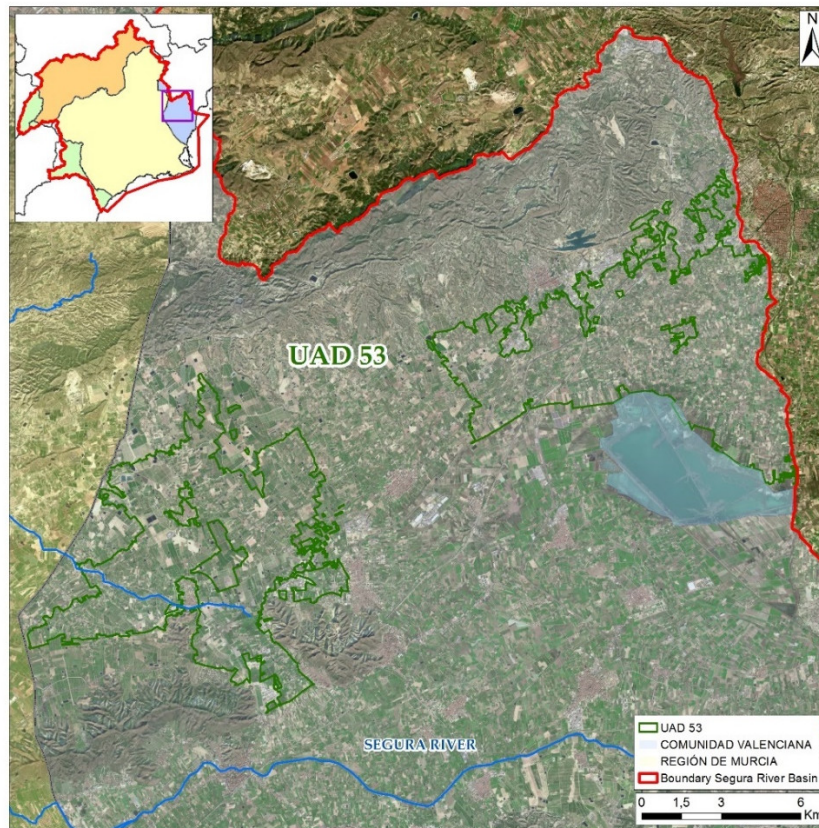 N
UAD 53
SEGURA RIVER
UAD 53
COMUNIDAD VALENCIANA
REGIÓN DE MURCIA
Boundary Segura River Basin
0 1,5 3 6
Km